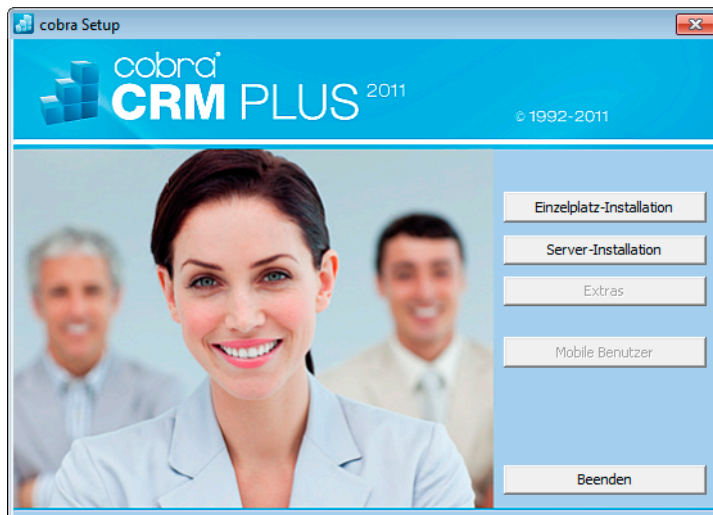 cobra Setup
cobra
CRM PLUS 2011
© 1992-2011
Einzelplatz-Installation
Server-Installation
Extras
Mobile Benutzer
Beenden